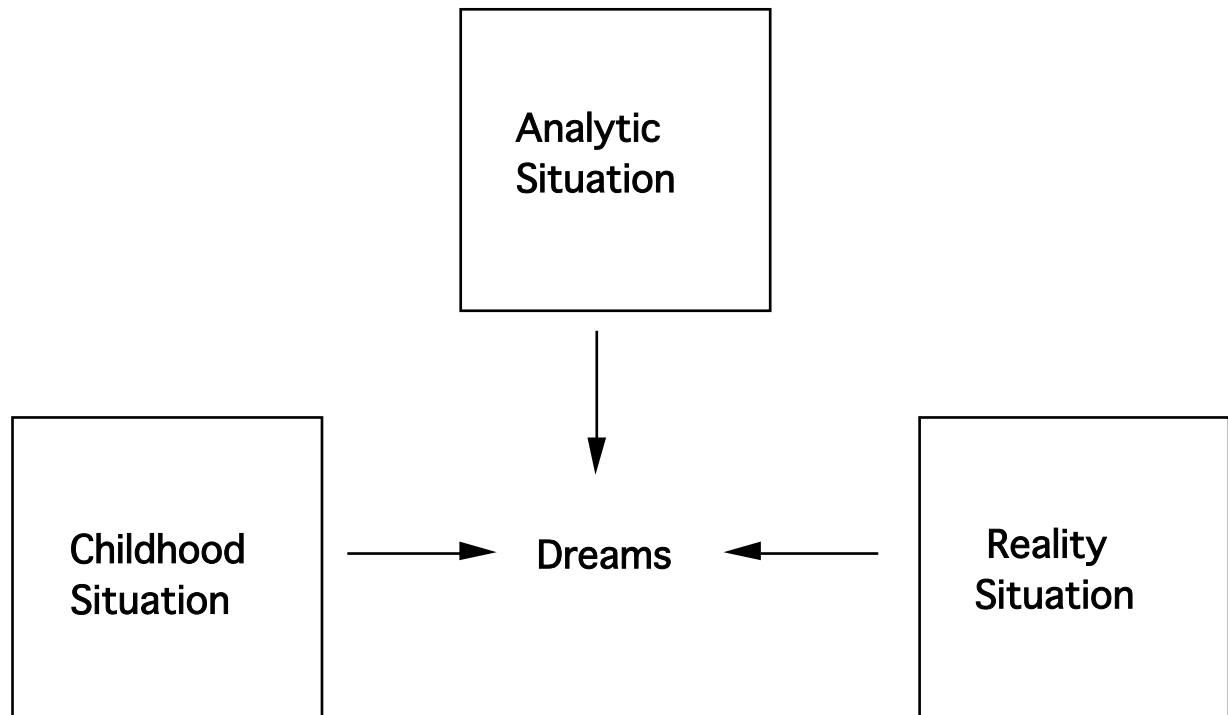 Analytic
Situation
Childhood
Situation
Dreams
Reality
Situation